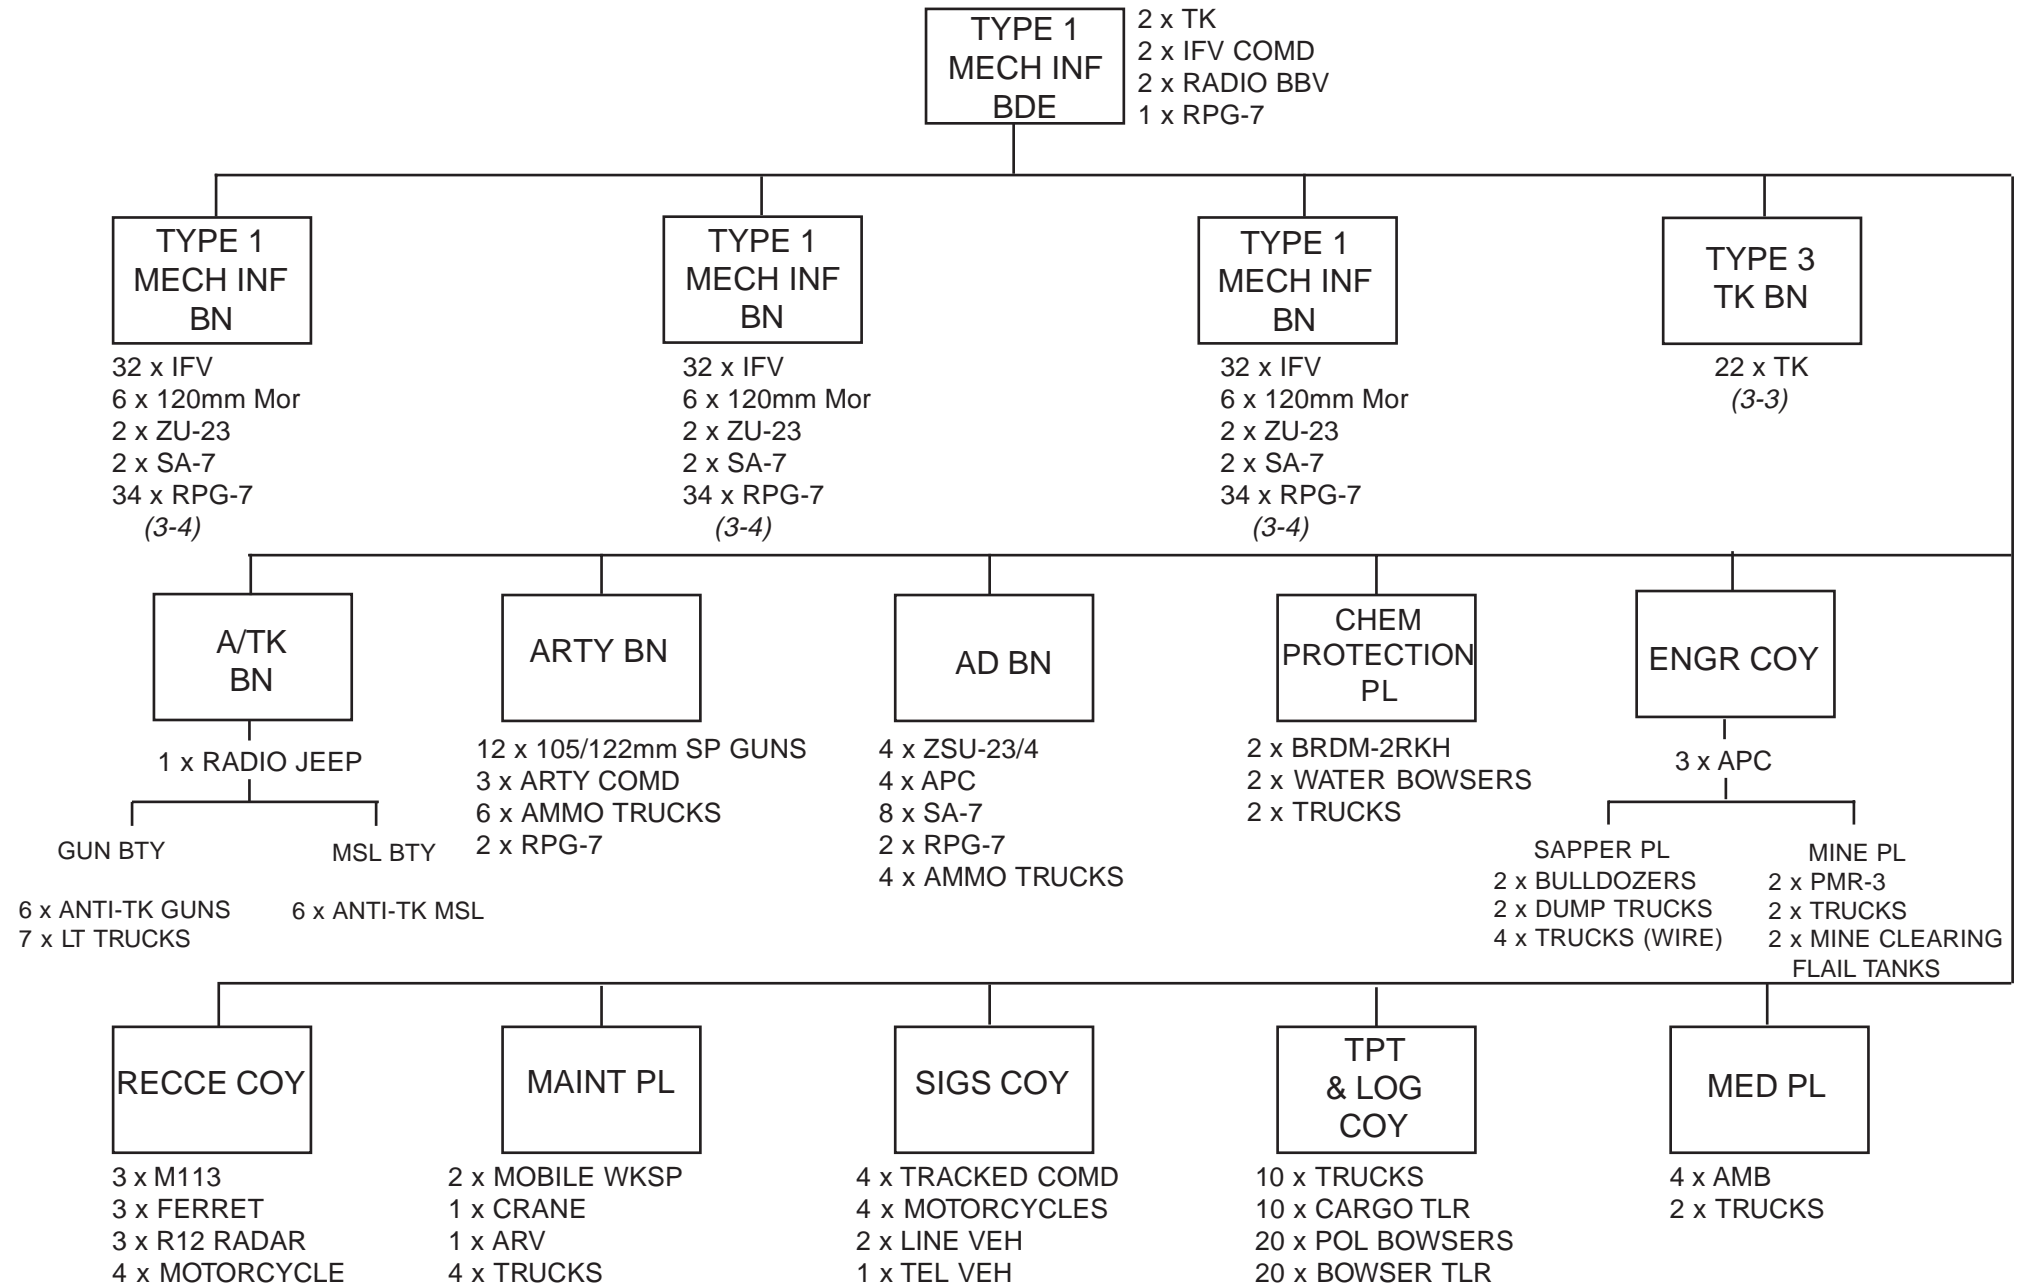 TYPE 1
MECH INF
BDE
2 x TK
2 x IFV COMD
2 x RADIO BBV
1 x RPG-7
TYPE 1
MECH INF
BN
32 x IFV
6 x 120mm Mor
2 x ZU-23
2 x SA-7
34 x RPG-7
(3-4)
TYPE 1
MECH INF
BN
32 x IFV
6 x 120mm Mor
2 x ZU-23
2 x SA-7
34 x RPG-7
(3-4)
TYPE 1
MECH INF
BN
32 x IFV
6 x 120mm Mor
2 x ZU-23
2 x SA-7
34 x RPG-7
(3-4)
TYPE 3
TK BN
22 x TK
(3-3)
A/TK
BN
1 x RADIO JEEP
GUN BTY
6 x ANTI-TK GUNS
7 x LT TRUCKS
MSL BTY
6 x ANTI-TK MSL
ARTY BN
12 x 105/122mm SP GUNS
3 x ARTY COMD
6 x AMMO TRUCKS
2 x RPG-7
AD BN
4 x ZSU-23/4
4 x APC
8 x SA-7
2 x RPG-7
4 x AMMO TRUCKS
CHEM
PROTECTION
PL
2 x BRDM-2RKH
2 x WATER BOWSERS
2 x TRUCKS
ENGR COY
3 x APC
SAPPER PL
2 x BULLDOZERS
2 x DUMP TRUCKS
4 x TRUCKS (WIRE)
MINE PL
2 x PMR-3
2 x TRUCKS
2 x MINE CLEARING
FLAIL TANKS
RECCE COY
3 x M113
3 x FERRET
3 x R12 RADAR
4 x MOTORCYCLE
MAINT PL
2 x MOBILE WKSP
1 x CRANE
1 x ARV
4 x TRUCKS
SIGS COY
4 x TRACKED COMD
4 x MOTORCYCLES
2 x LINE VEH
1 x TEL VEH
TPT
& LOG
COY
10 x TRUCKS
10 x CARGO TLR
20 x POL BOWSERS
20 x BOWSER TLR
MED PL
4 x AMB
2 x TRUCKS